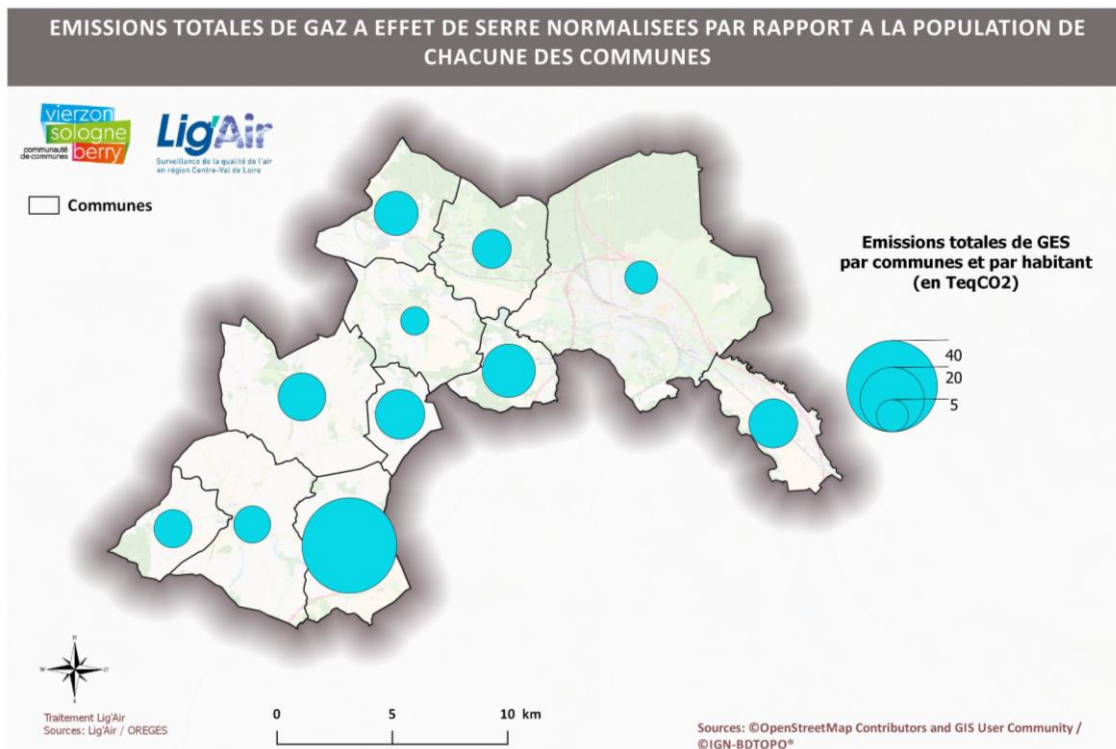 EMISSIONS TOTALES DE GAZ A EFFET DE SERRE NORMALISEES PAR RAPPORT A LA POPULATION DE
CHACUNE DES COMMUNES
vierzon
sologne
berry
communauté
de communes
Lig'Air
Surveillance de la qualité de l'air
en région Centre-Val de Loire
Communes
Emissions totales de GES
par communes et par habitant
(en TeqCO2)
40
20
5
N
W
O
S
Traitement Lig'Air
Sources: Lig'Air / OREGES
0 5 10 km
Sources: ©OpenStreetMap Contributors and GIS User Community /
©IGN-BDTOPO®